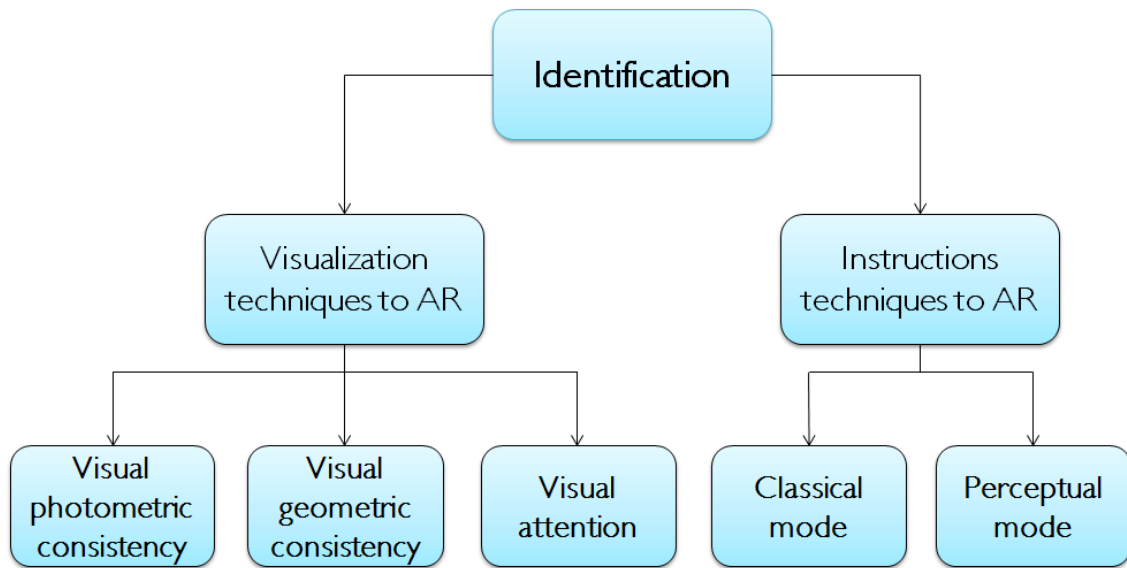 Identification
Visualization
techniques to AR
Instructions
techniques to AR
Visual
photometric
consistency
Visual
geometric
consistency
Visual
attention
Classical
mode
Perceptual
mode